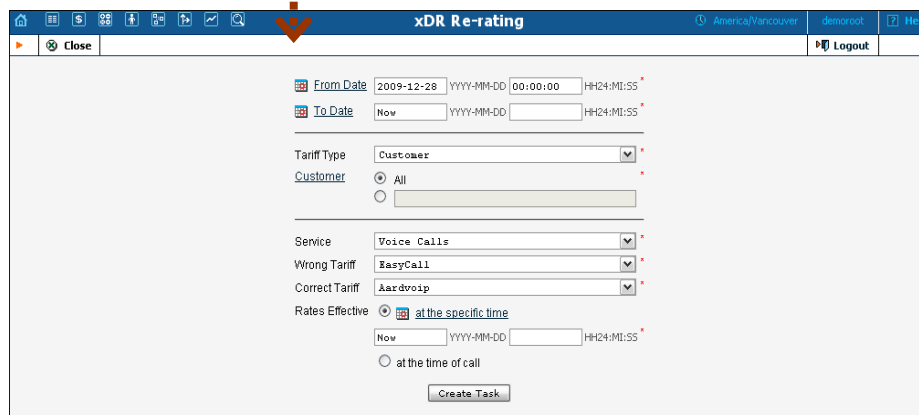 xDR Re-rating America/Vancouver demoroot ? He
Close Logout
From Date 2009-12-28 YYYY-MM-DD 00:00:00 HH24:MI:SS *
To Date Now YYYY-MM-DD HH24:MI:SS *
Tariff Type Customer *
Customer All *
Service Voice Calls *
Wrong Tariff EasyCall *
Correct Tariff Aardvoip *
Rates Effective at the specific time
Now YYYY-MM-DD HH24:MI:SS *
at the time of call
Create Task